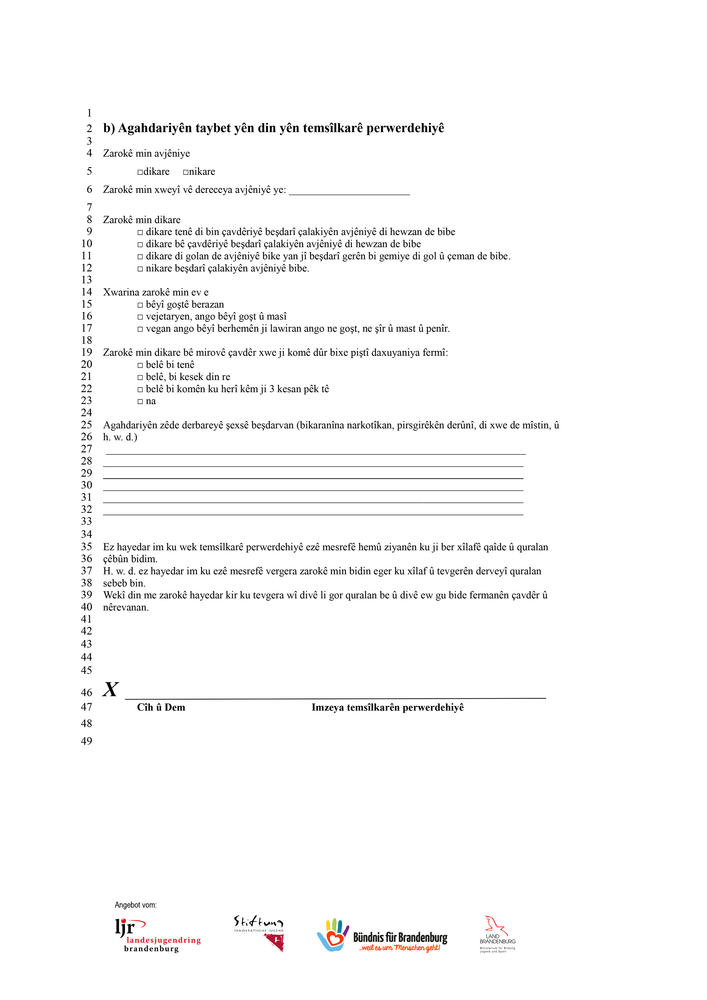 1
2 b) Agahdariyên taybet yên din yên temsîlkarê perwerdehiyê
3
4 Zarokê min avjêniye
5 □dikare □nikare
6 Zarokê min xweyî vê dereceya avjêniyê ye: ______________________
7
8 Zarokê min dikare
9 □ dikare tenê di bin çavdêriyê beşdarî çalakiyên avjêniyê di hewzan de bibe
10 □ dikare bê çavdêriyê beşdarî çalakiyên avjêniyê di hewzan de bibe
11 □ dikare di golan de avjêniyê bike yan jî beşdarî gerên bi gemiye di gol û çeman de bibe.
12 □ nikare beşdarî çalakiyên avjêniyê bibe.
13
14 Xwarina zarokê min ev e
15 □ bêyî goştê berazan
16 □ vejetaryen, ango bêyî goşt û masî
17 □ vegan ango bêyî berhemên ji lawiran ango ne goşt, ne şîr û mast û penîr.
18
19 Zarokê min dikare bê mirovê çavdêr xwe ji komê dûr bixe piştî daxuyaniya fermî:
20 □ belê bi tenê
21 □ belê, bi kesek din re
22 □ belê bi komên ku herî kêm ji 3 kesan pêk tê
23 □ na
24
25 Agahdariyên zêde derbareyê şexsê beşdarvan (bikaranîna narkotîkan, pirsgirêkên derûnî, di xwe de mîstin, û
26 h. w. d.)
27
28
29
30
31
32
33
34
35 Ez hayedar im ku wek temsîlkarê perwerdehiyê ezê mesrefê hemû ziyanên ku ji ber xîlafê qaîde û quralan
36 çêbûn bidim.
37 H. w. d. ez hayedar im ku ezê mesrefê vergera zarokê min bidin eger ku xîlaf û tevgerên derveyî quralan
38 sebeb bin.
39 Wekî din me zarokê hayedar kir ku tevgera wî divê li gor quralan be û divê ew gu bide fermanên çavdêr û
40 nêrevanan.
41
42
43
44
45
46 X
47 Cîh û Dem Imzeya temsîlkarên perwerdehiyê
48
49
Angebot vom:
ljr
landesjugendring
brandenburg
Stiftung
DEMOKRATISCHE JUGEND
Bündnis für Brandenburg
...weil es um Menschen geht!
LAND
BRANDENBURG
Ministerium für Bildung,
Jugend und Sport